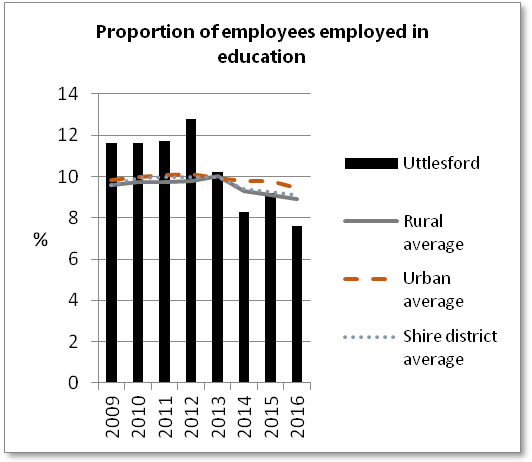 Proportion of employees employed in
education
14
12
10
8
6
4
2
0
%
2009
2010
2011
2012
2013
2014
2015
2016
Uttlesford
Rural
average
Urban
average
Shire district
average